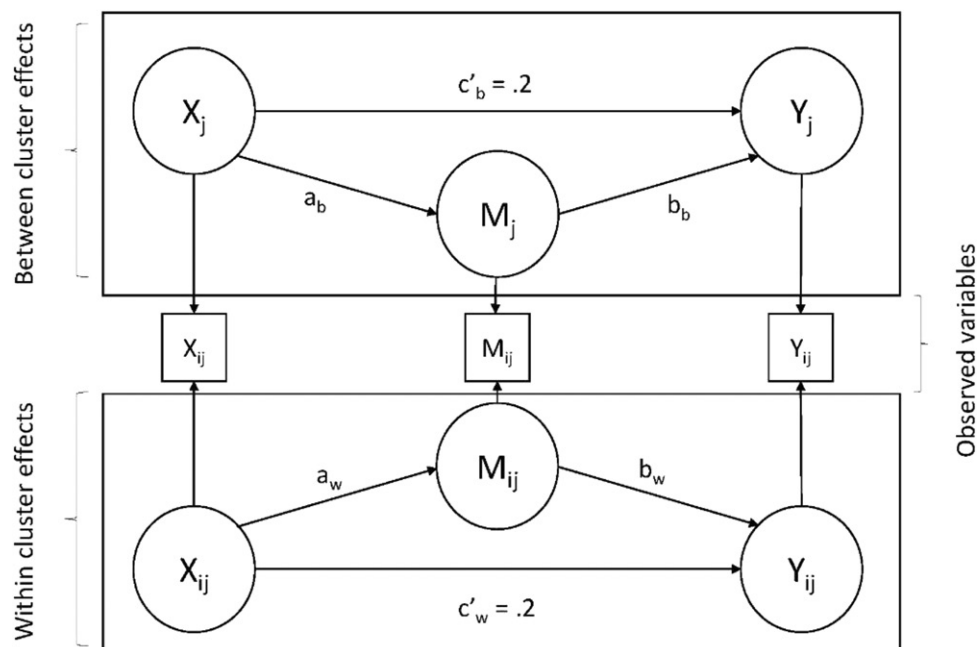 Between cluster effects
X_j
c'_b = .2
Y_j
a_b
M_j
b_b
X_ij
M_ij
Y_ij
Observed variables
Within cluster effects
a_w
M_ij
b_w
X_ij
Y_ij
c'_w = .2